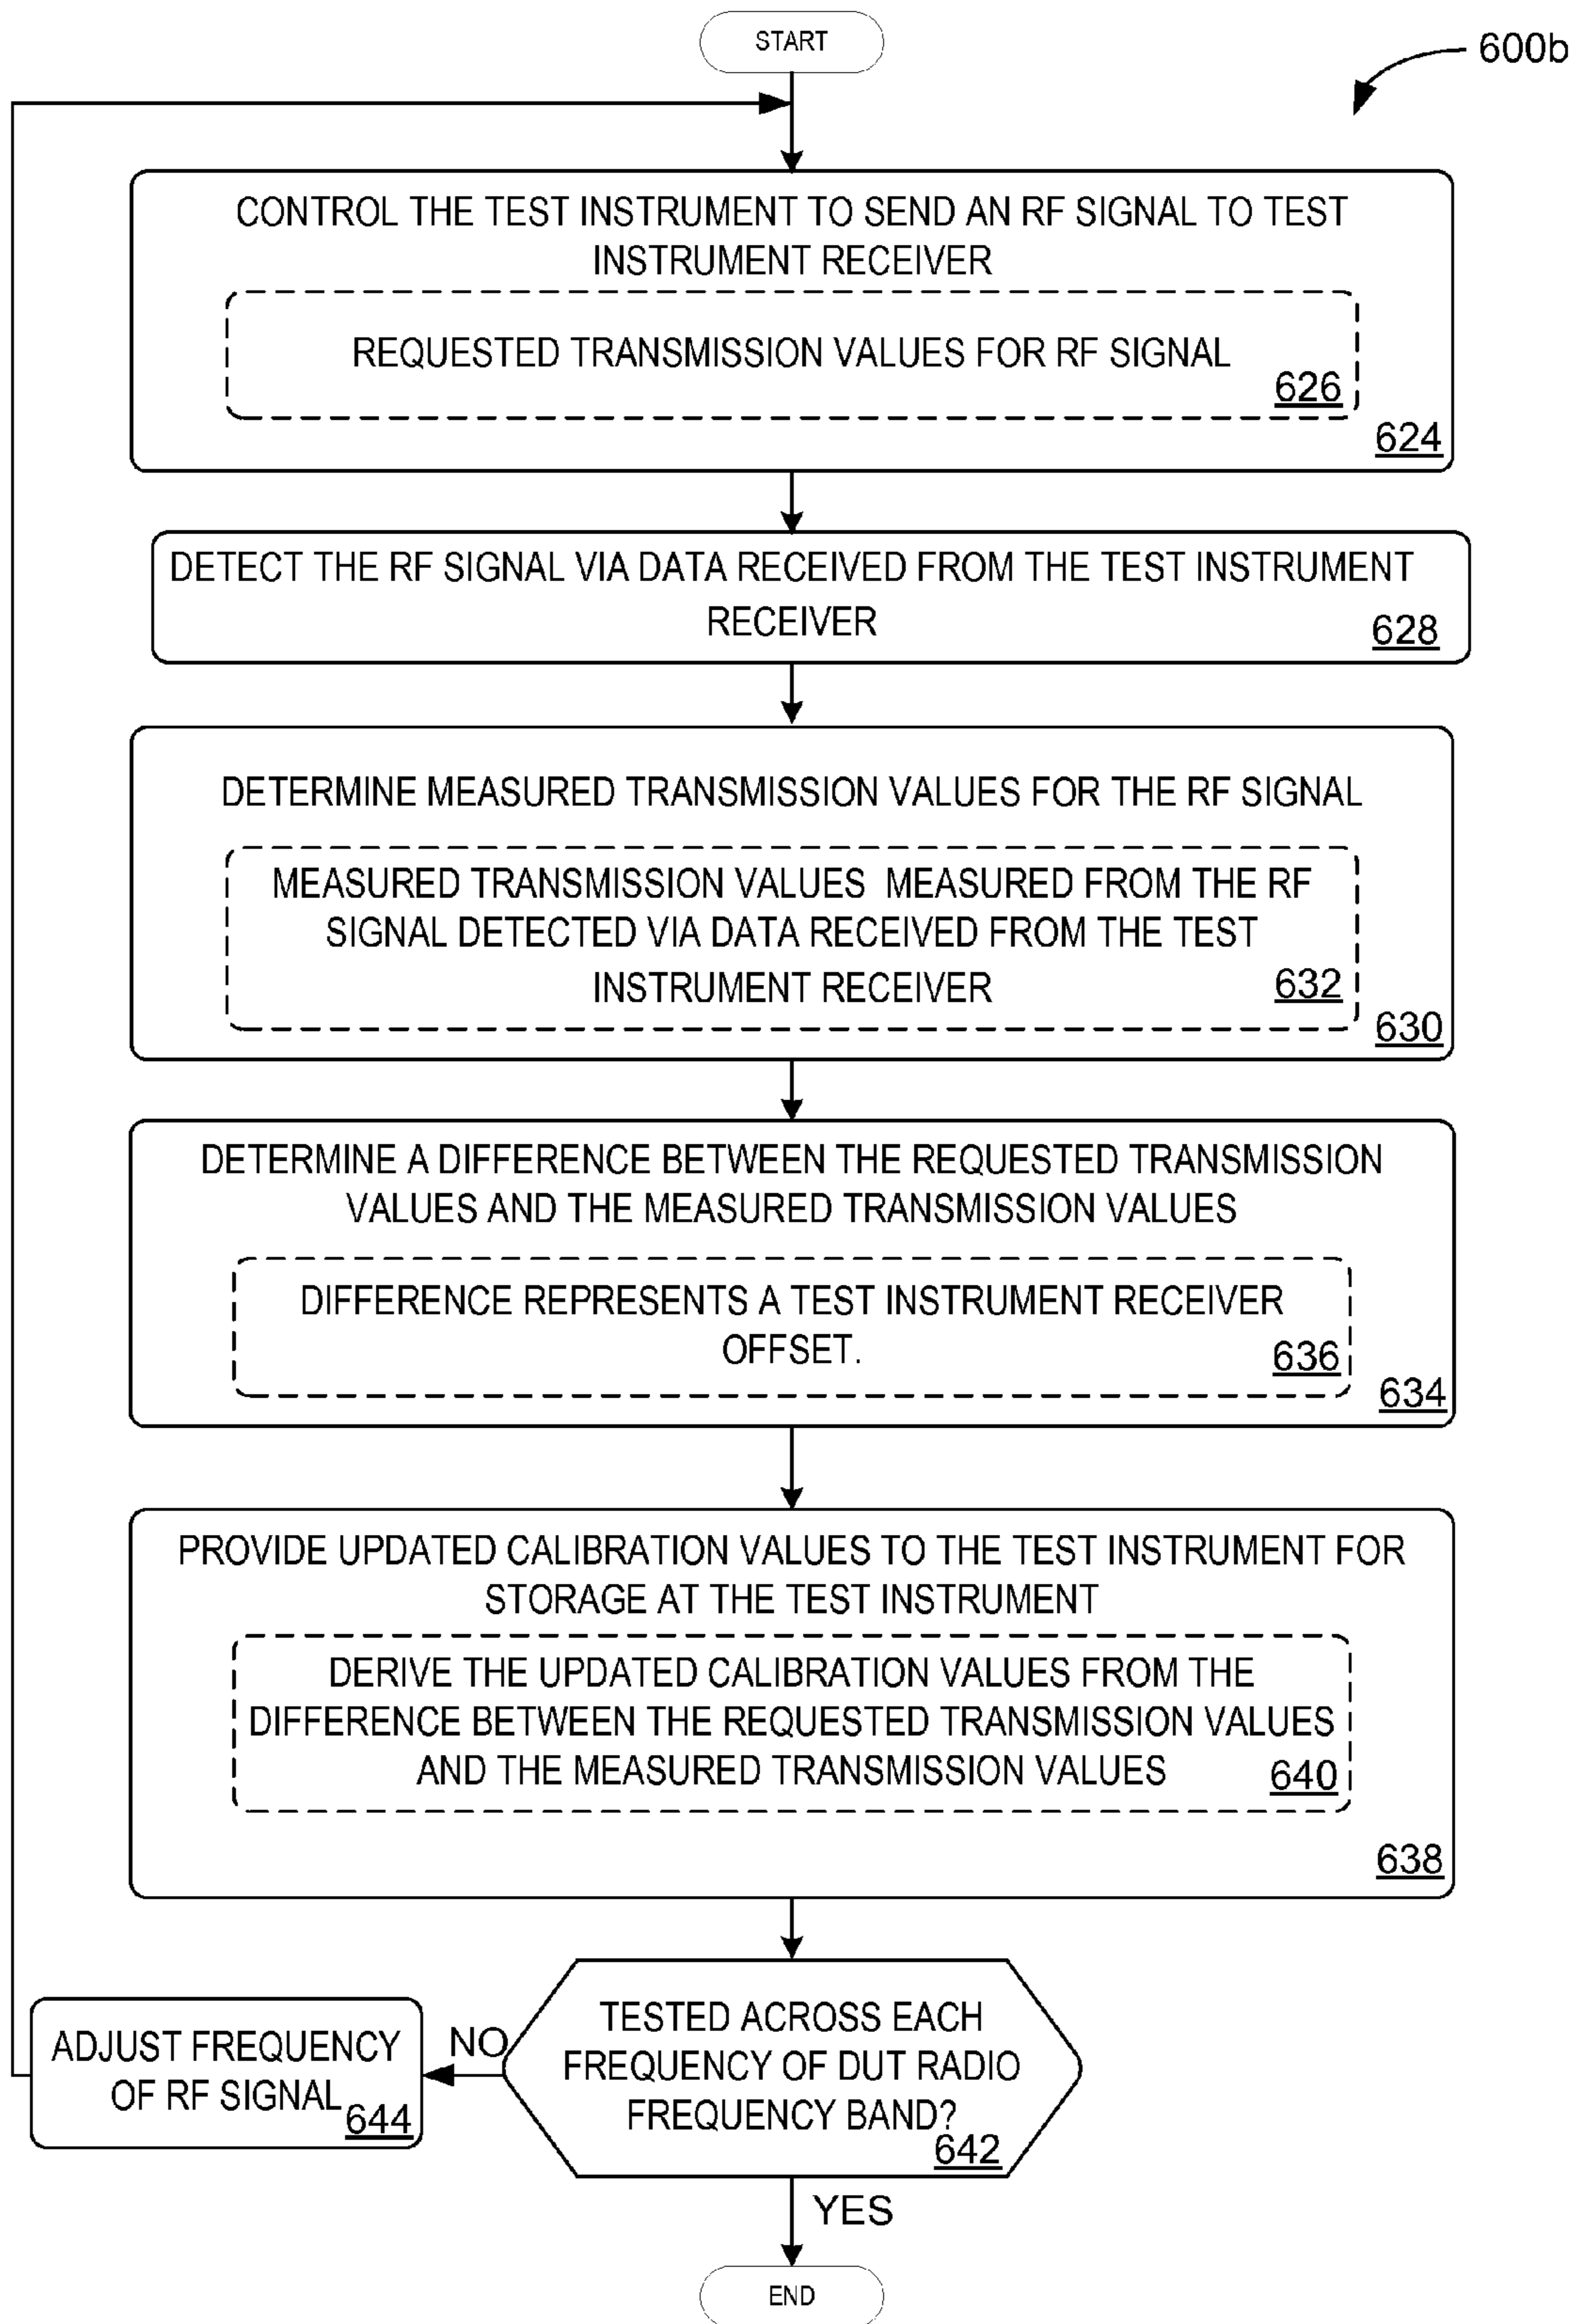 START
600b
CONTROL THE TEST INSTRUMENT TO SEND AN RF SIGNAL TO TEST
INSTRUMENT RECEIVER
REQUESTED TRANSMISSION VALUES FOR RF SIGNAL
626
624
DETECT THE RF SIGNAL VIA DATA RECEIVED FROM THE TEST INSTRUMENT
RECEIVER
628
DETERMINE MEASURED TRANSMISSION VALUES FOR THE RF SIGNAL
MEASURED TRANSMISSION VALUES MEASURED FROM THE RF
SIGNAL DETECTED VIA DATA RECEIVED FROM THE TEST
INSTRUMENT RECEIVER
632
630
DETERMINE A DIFFERENCE BETWEEN THE REQUESTED TRANSMISSION
VALUES AND THE MEASURED TRANSMISSION VALUES
DIFFERENCE REPRESENTS A TEST INSTRUMENT RECEIVER
OFFSET.
636
634
PROVIDE UPDATED CALIBRATION VALUES TO THE TEST INSTRUMENT FOR
STORAGE AT THE TEST INSTRUMENT
DERIVE THE UPDATED CALIBRATION VALUES FROM THE
DIFFERENCE BETWEEN THE REQUESTED TRANSMISSION VALUES
AND THE MEASURED TRANSMISSION VALUES
640
638
TESTED ACROSS EACH
FREQUENCY OF DUT RADIO
FREQUENCY BAND?
642
NO
ADJUST FREQUENCY
OF RF SIGNAL
644
YES
END